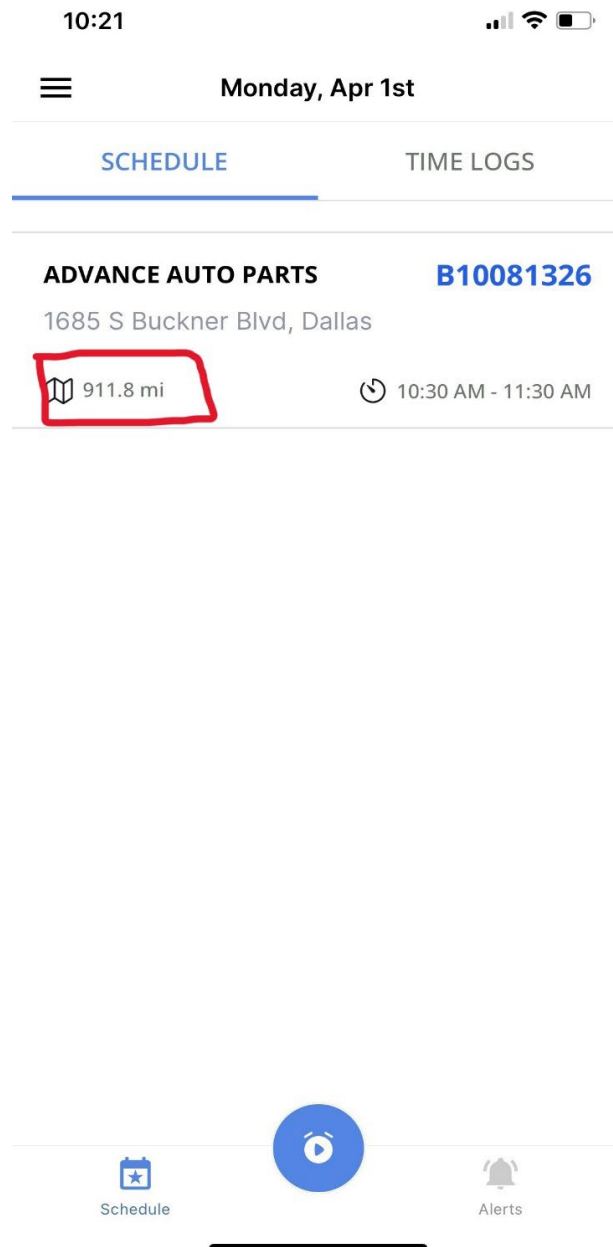 10:21
Monday, Apr 1st
SCHEDULE TIME LOGS
ADVANCE AUTO PARTS B10081326
1685 S Buckner Blvd, Dallas
911.8 mi 10:30 AM - 11:30 AM
Schedule Alerts